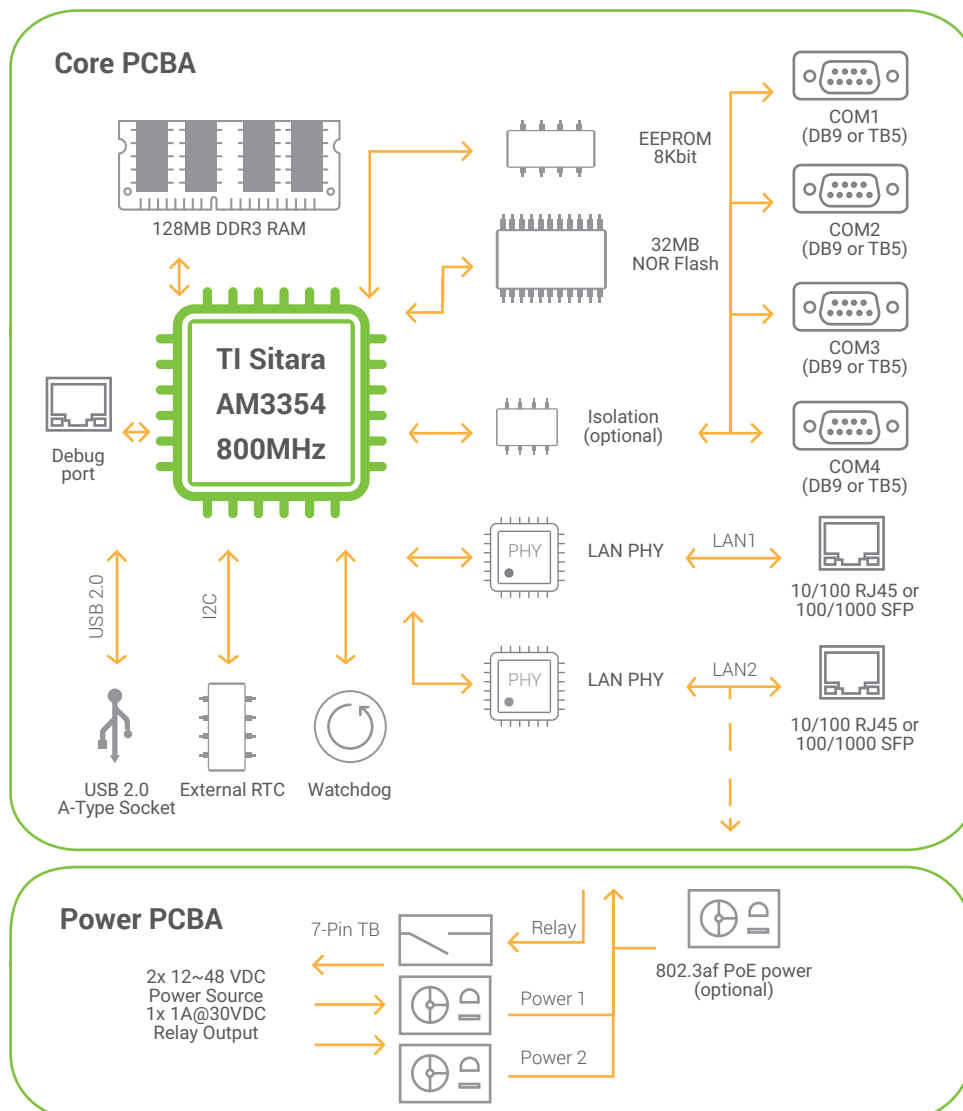 Core PCBA
128MB DDR3 RAM
EEPROM
8Kbit
32MB
NOR Flash
COM1
(DB9 or TB5)
COM2
(DB9 or TB5)
COM3
(DB9 or TB5)
COM4
(DB9 or TB5)
TI Sitara
AM3354
800MHz
Debug
port
Isolation
(optional)
PHY
LAN PHY
LAN1
10/100 RJ45 or
100/1000 SFP
PHY
LAN PHY
LAN2
10/100 RJ45 or
100/1000 SFP
USB 2.0
I2C
USB 2.0
A-Type Socket
External RTC
Watchdog
Power PCBA
7-Pin TB
Relay
802.3af PoE power
(optional)
2x 12~48 VDC
Power Source
1x 1A@30VDC
Relay Output
Power 1
Power 2